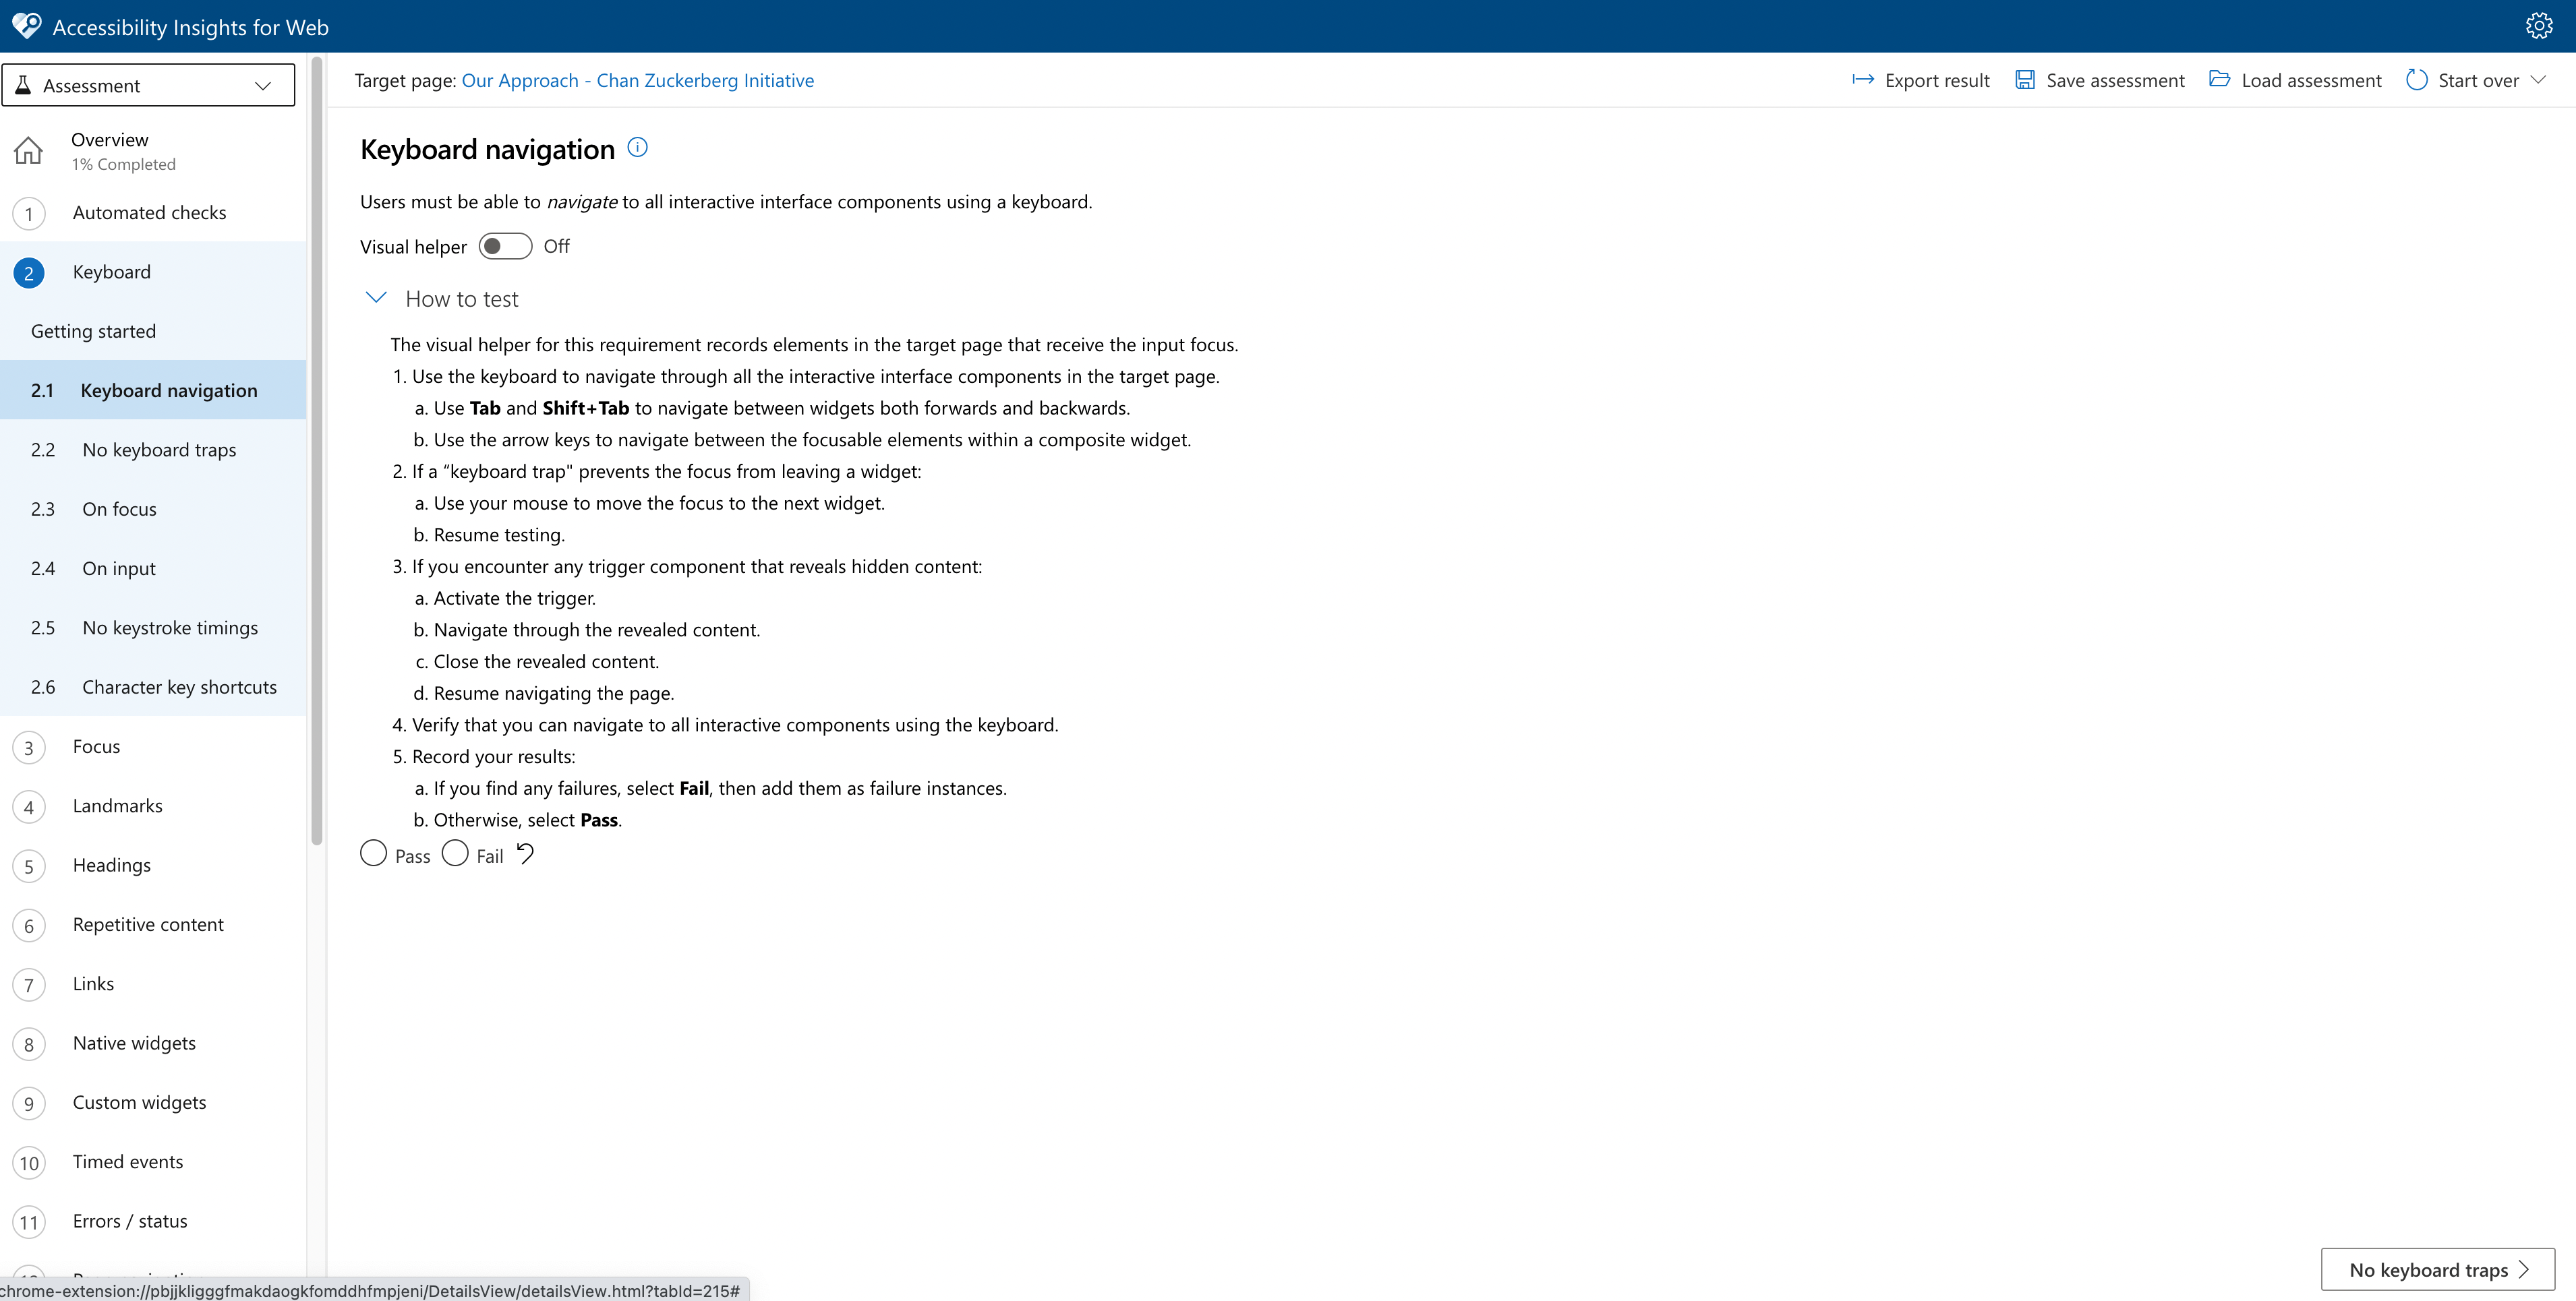 Accessibility Insights for Web
Assessment
Target page: Our Approach - Chan Zuckerberg Initiative
Export result
Save assessment
Load assessment
Start over
Overview
1% Completed
1 Automated checks
2 Keyboard
Getting started
2.1 Keyboard navigation
2.2 No keyboard traps
2.3 On focus
2.4 On input
2.5 No keystroke timings
2.6 Character key shortcuts
3 Focus
4 Landmarks
5 Headings
6 Repetitive content
7 Links
8 Native widgets
9 Custom widgets
10 Timed events
11 Errors / status
Keyboard navigation
Users must be able to navigate to all interactive interface components using a keyboard.
Visual helper Off
How to test
The visual helper for this requirement records elements in the target page that receive the input focus.
1. Use the keyboard to navigate through all the interactive interface components in the target page.
a. Use Tab and Shift+Tab to navigate between widgets both forwards and backwards.
b. Use the arrow keys to navigate between the focusable elements within a composite widget.
2. If a “keyboard trap" prevents the focus from leaving a widget:
a. Use your mouse to move the focus to the next widget.
b. Resume testing.
3. If you encounter any trigger component that reveals hidden content:
a. Activate the trigger.
b. Navigate through the revealed content.
c. Close the revealed content.
d. Resume navigating the page.
4. Verify that you can navigate to all interactive components using the keyboard.
5. Record your results:
a. If you find any failures, select Fail, then add them as failure instances.
b. Otherwise, select Pass.
Pass Fail
No keyboard traps
chrome-extension://pbjjkligggfmakdaogkfomddhfmpjeni/DetailsView/detailsView.html?tabId=215#